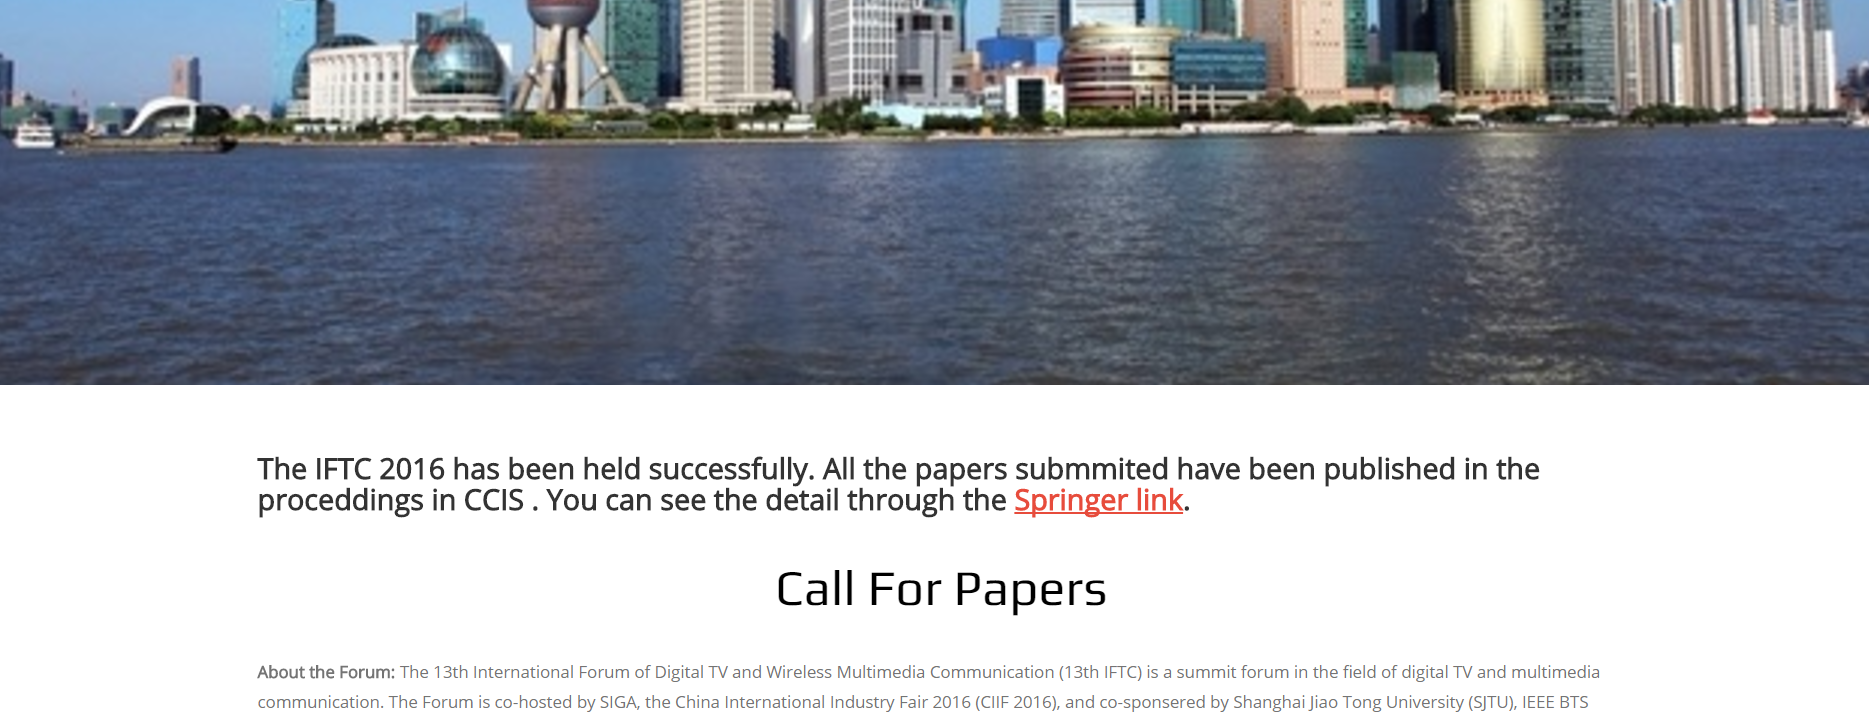 The IFTC 2016 has been held successfully. All the papers submmited have been published in the
proceddings in CCIS . You can see the detail through the Springer link.
Call For Papers
About the Forum: The 13th International Forum of Digital TV and Wireless Multimedia Communication (13th IFTC) is a summit forum in the field of digital TV and multimedia
communication. The Forum is co-hosted by SIGA, the China International Industry Fair 2016 (CIIF 2016), and co-sponsered by Shanghai Jiao Tong University (SJTU), IEEE BTS